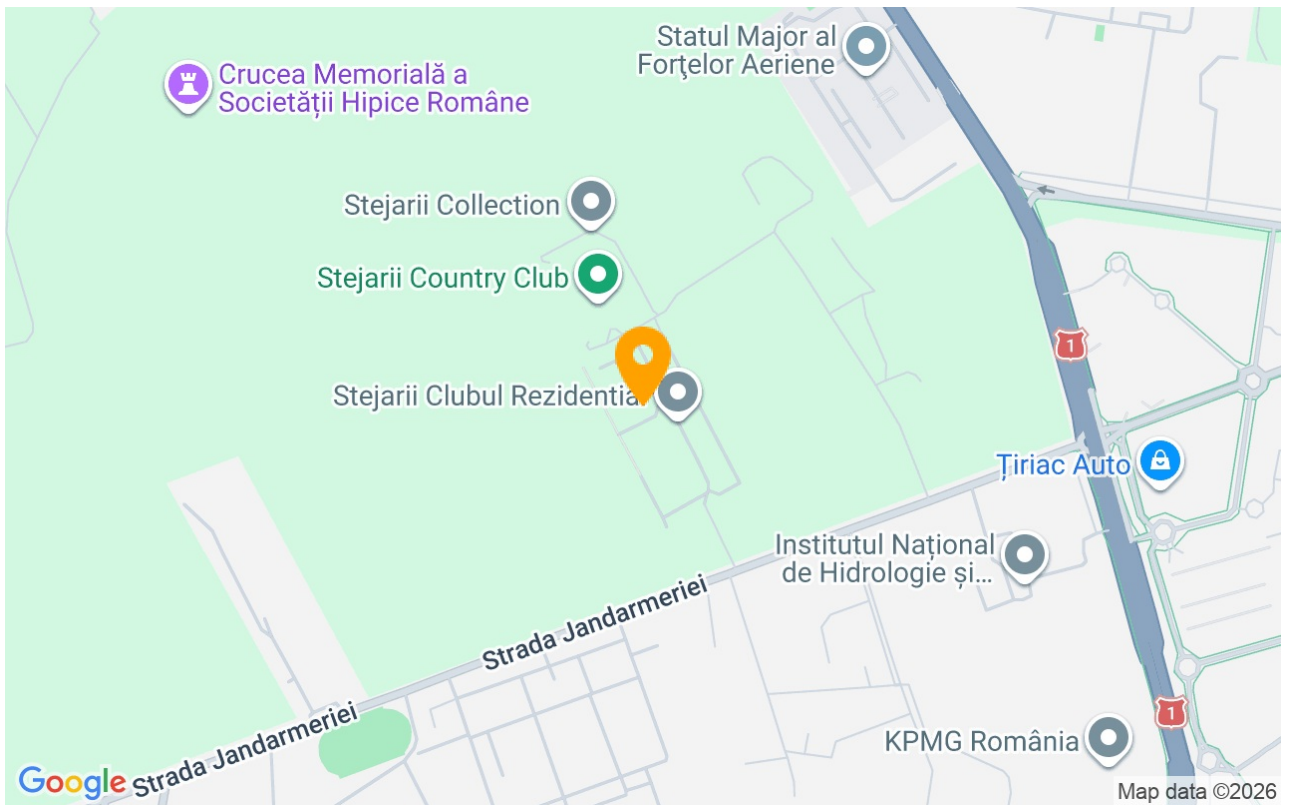 Statul Major al
Forţelor Aeriene
Crucea Memorială a
Societății Hipice Române
Stejarii Collection
Stejarii Country Club
1
Stejarii Clubul Rezidential
Țiriac Auto
Institutul Național
de Hidrologie și...
Strada Jandarmeriei
Strada Jandarmeriei
1
KPMG România
Google
Map data ©2026